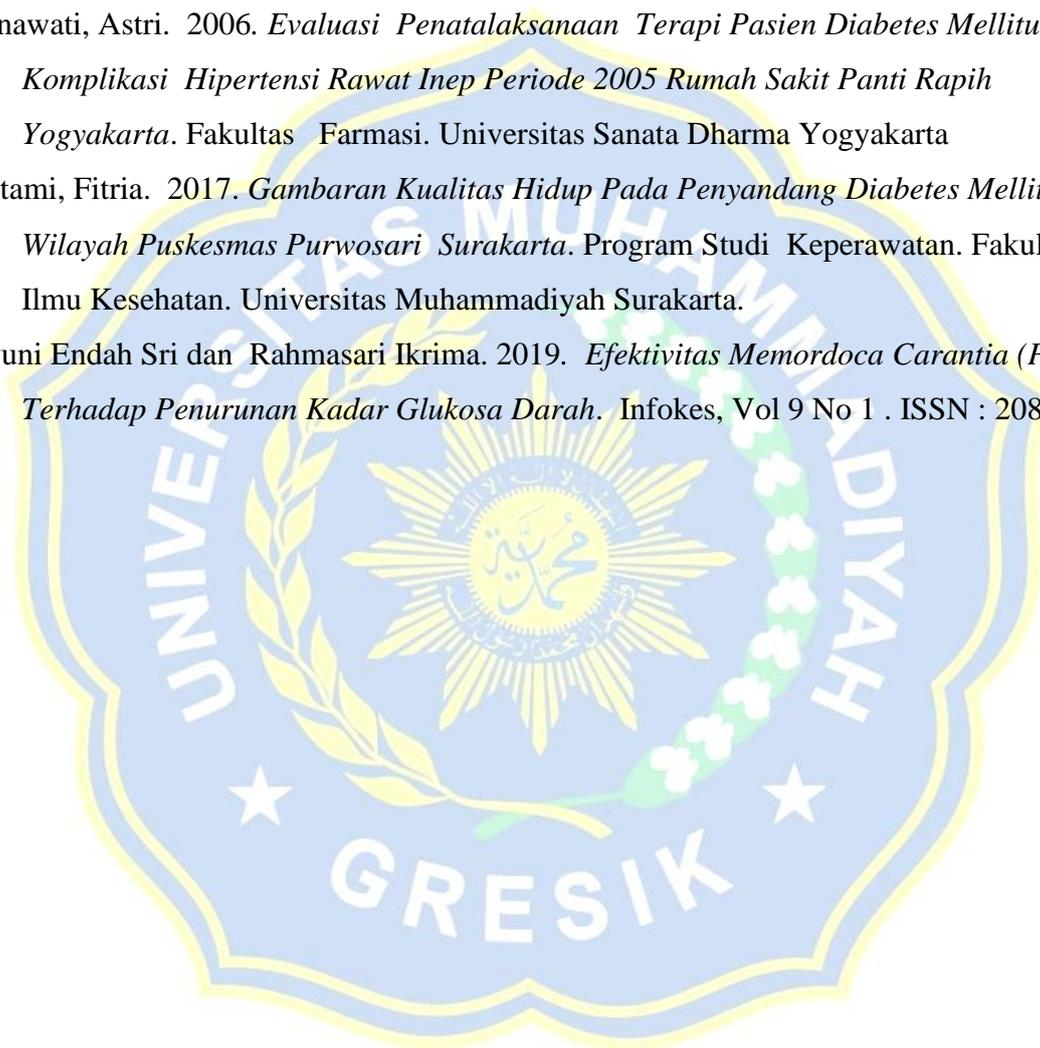 nawati, Astri. 2006. Evaluasi Penatalaksanaan Terapi Pasien Diabetes Mellitu
Komplikasi Hipertensi Rawat Inep Periode 2005 Rumah Sakit Panti Rapih
Yogyakarta. Fakultas Farmasi. Universitas Sanata Dharma Yogyakarta
tami, Fitria. 2017. Gambaran Kualitas Hidup Pada Penyandang Diabetes Mellit
Wilayah Puskesmas Purwosari Surakarta. Program Studi Keperawatan. Fakul
Ilmu Kesehatan. Universitas Muhammadiyah Surakarta.
uni Endah Sri dan Rahmasari Ikrima. 2019. Efektivitas Memordoca Carantia (P
Terhadap Penurunan Kadar Glukosa Darah. Infokes, Vol 9 No 1 . ISSN : 208
UNIVERSITAS MUHAMMADIYAH
محمدية
GRESIK